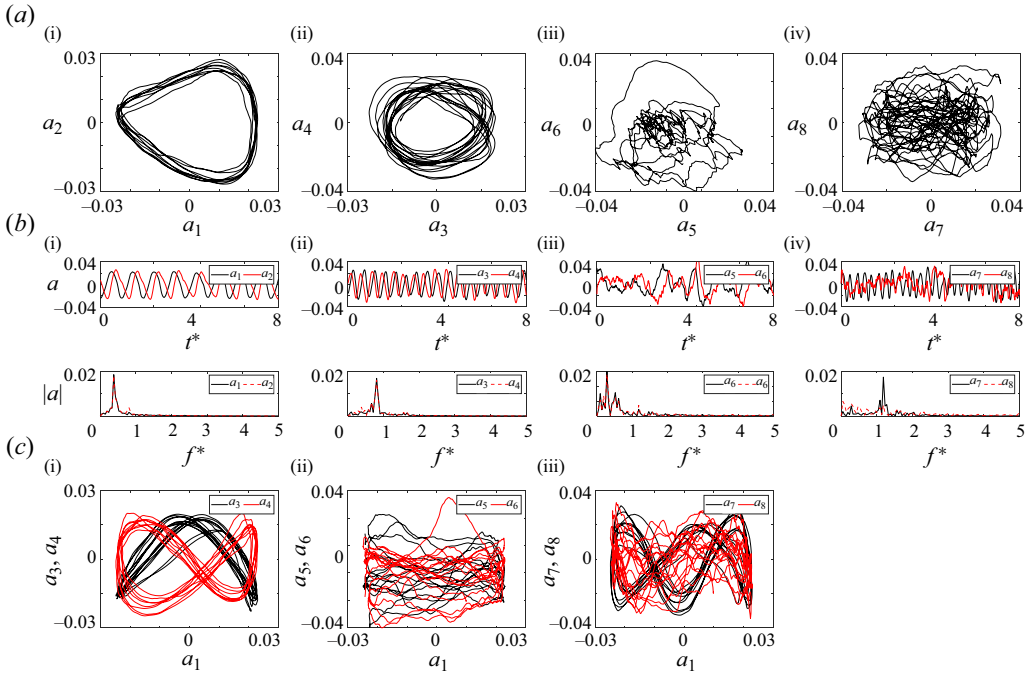 (a)
(i) (ii) (iii) (iv)
0.03 0.04 0.04 0.04
a2 0 a4 0 a6 0 a8 0
−0.03 −0.04 −0.04 −0.04
−0.03 0 0.03 −0.03 0 0.03 −0.04 0 0.04 −0.04 0 0.04
a1 a3 a5 a7
(b)
(i) (ii) (iii) (iv)
0.04 a1 a2 0.04 a3 a4 0.04 a5 a6 0.04 a7 a8
a 0 0 0 0
−0.04 −0.04 −0.04 −0.04
0 4 8 0 4 8 0 4 8 0 4 8
t* t* t* t*
0.02 a1 a2 0.02 a3 a4 0.02 a6 a6 0.02 a7 a8
|a|
0 1 2 3 4 5 0 1 2 3 4 5 0 1 2 3 4 5 0 1 2 3 4 5
f* f* f* f*
(c)
(i) (ii) (iii)
0.03 a3 a4 0.04 a5 a6 0.04 a7 a8
a3, a4 0 a5, a6 0 a7, a8 0
−0.03 −0.04 −0.04
−0.03 0 0.03 −0.03 0 0.03 −0.03 0 0.03
a1 a1 a1